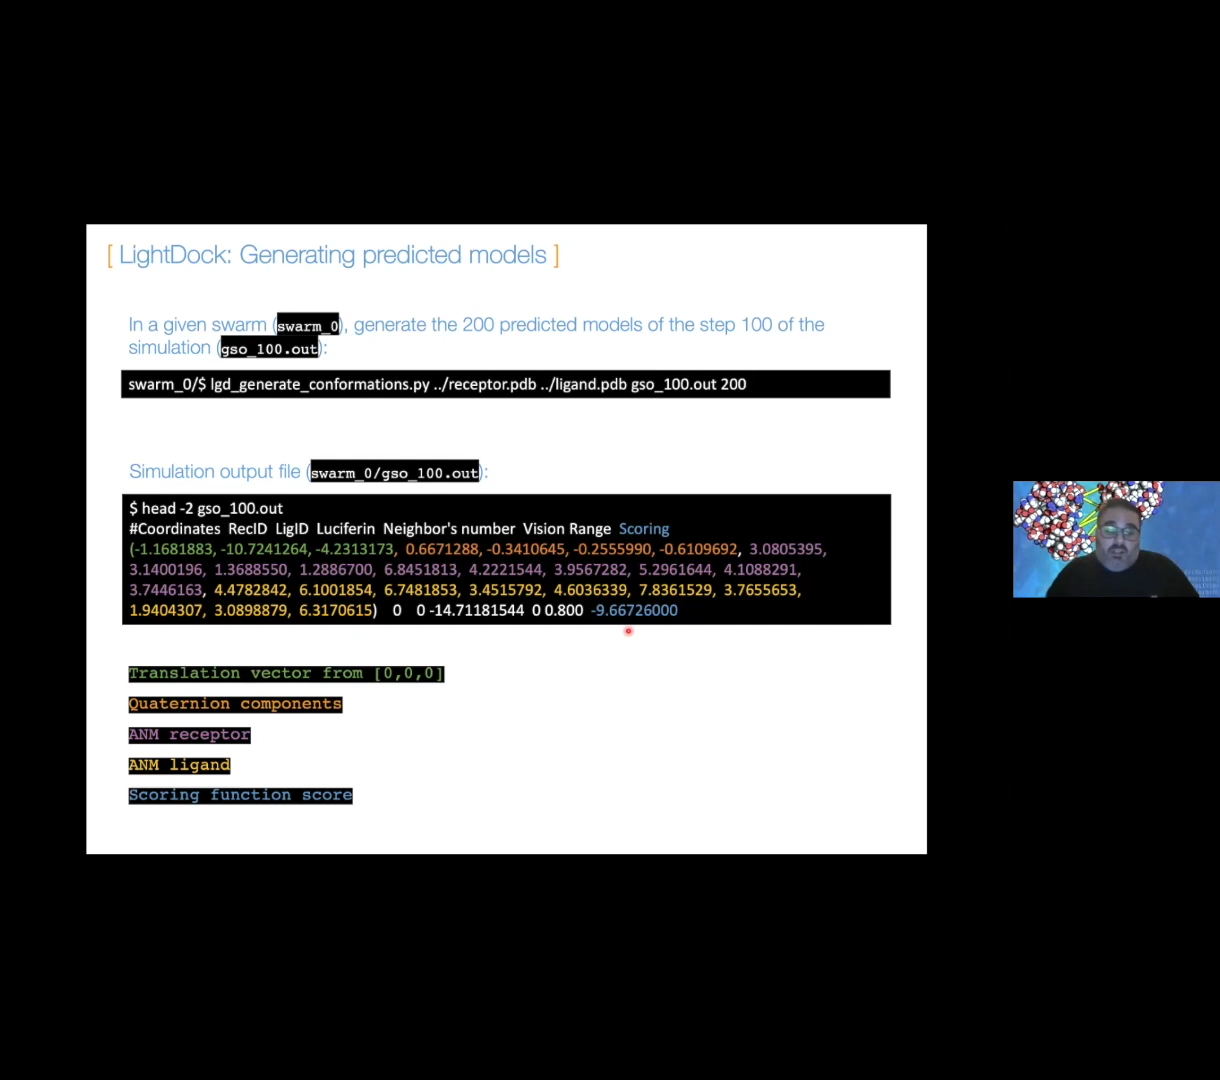 [ LightDock: Generating predicted models ]
In a given swarm (swarm_0), generate the 200 predicted models of the step 100 of the
simulation (gso_100.out):
swarm_0/$ lgd_generate_conformations.py ../receptor.pdb ../ligand.pdb gso_100.out 200
Simulation output file (swarm_0/gso_100.out):
$ head -2 gso_100.out
#Coordinates RecID LigID Luciferin Neighbor's number Vision Range Scoring
(-1.1681883, -10.7241264, -4.2313173, 0.6671288, -0.3410645, -0.2555990, -0.6109692, 3.0805395,
3.1400196, 1.3688550, 1.2886700, 6.8451813, 4.2221544, 3.9567282, 5.2961644, 4.1088291,
3.7446163, 4.4782842, 6.1001854, 6.7481853, 3.4515792, 4.6036339, 7.8361529, 3.7655653,
1.9404307, 3.0898879, 6.3170615) 0 0 -14.71181544 0 0.800 -9.66726000
Translation vector from [0,0,0]
Quaternion components
ANM receptor
ANM ligand
Scoring function score